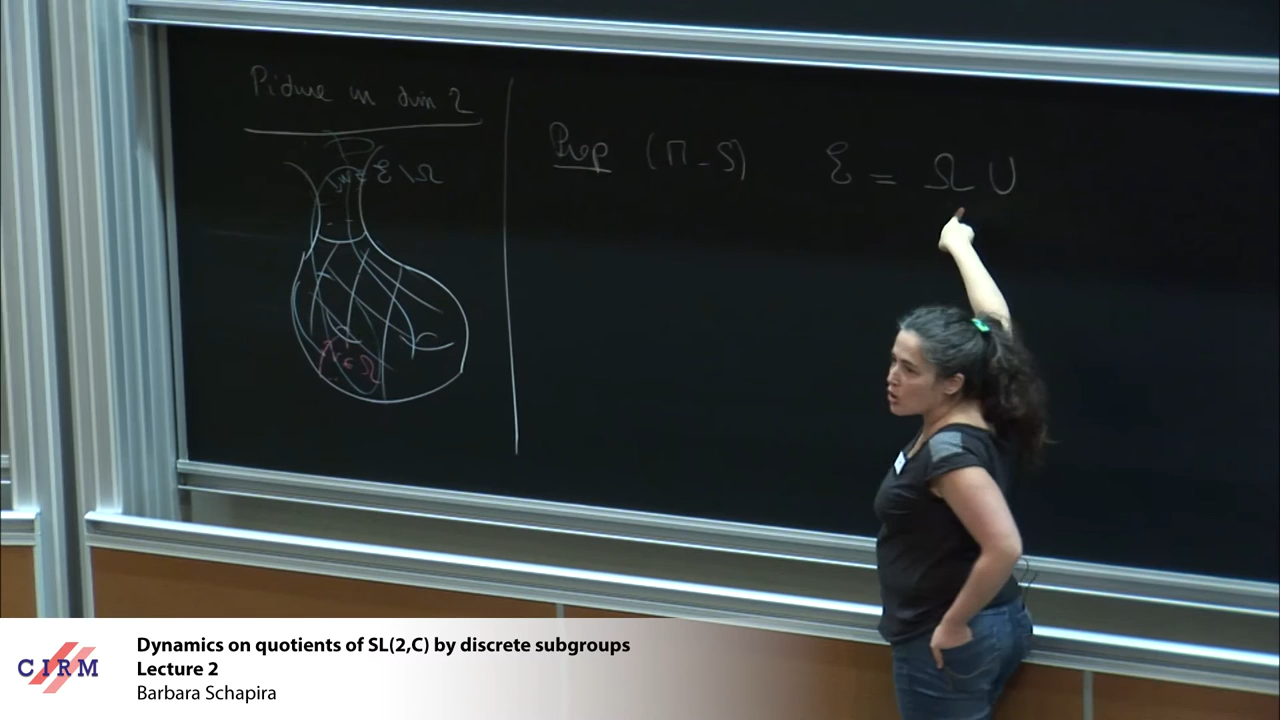 Picture in dim 2
Prop (M-S) ℰ = Ω U
ℰ \ Ω
∈ Ω
CIRM
Dynamics on quotients of SL(2,C) by discrete subgroups
Lecture 2
Barbara Schapira